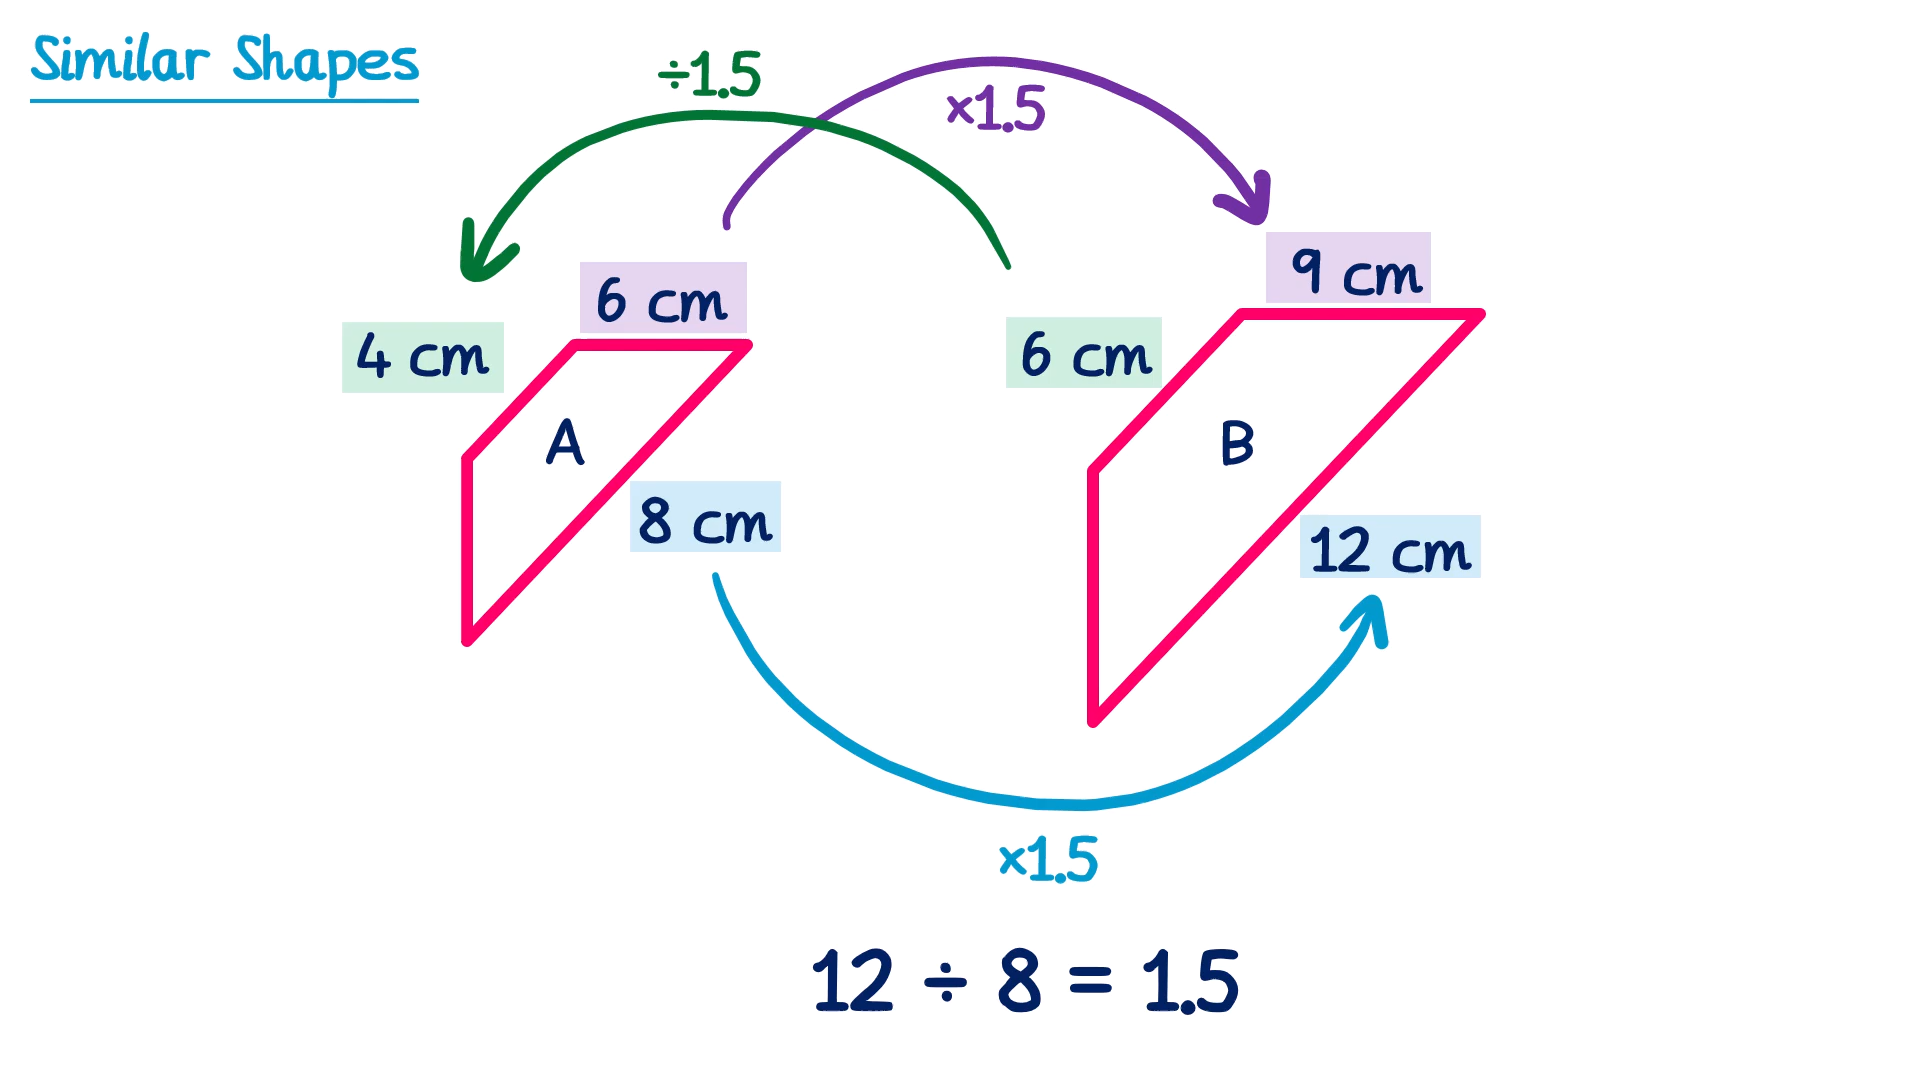 Similar Shapes
÷1.5
×1.5
6 cm
4 cm
A
8 cm
9 cm
6 cm
B
12 cm
×1.5
12 ÷ 8 = 1.5